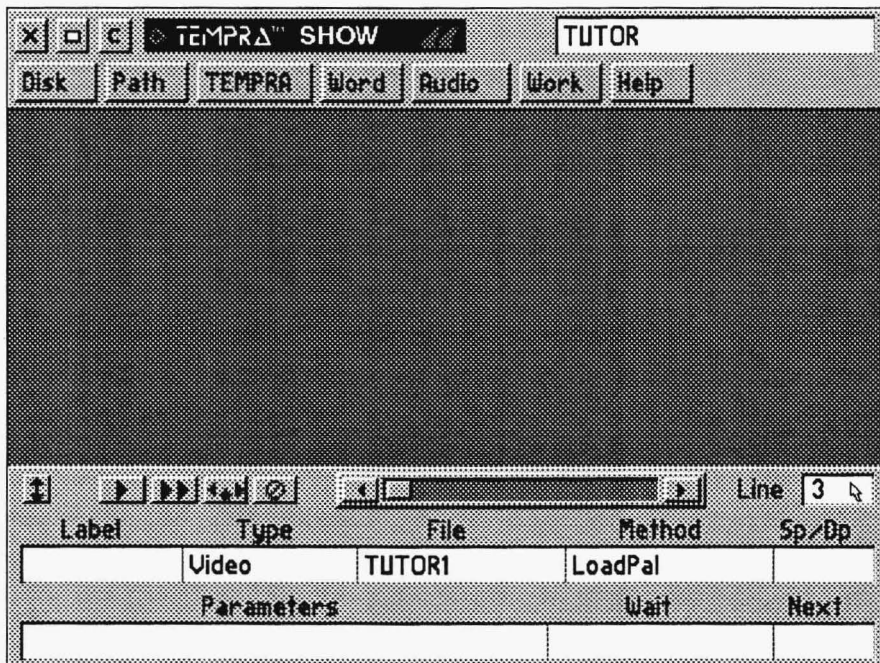 X C TEMPRA™ SHOW TUTOR
Disk Path TEMPRA Word Audio Work Help
Line 3
Label Type File Method Sp/Dp
Video TUTOR1 LoadPal
Parameters Wait Next